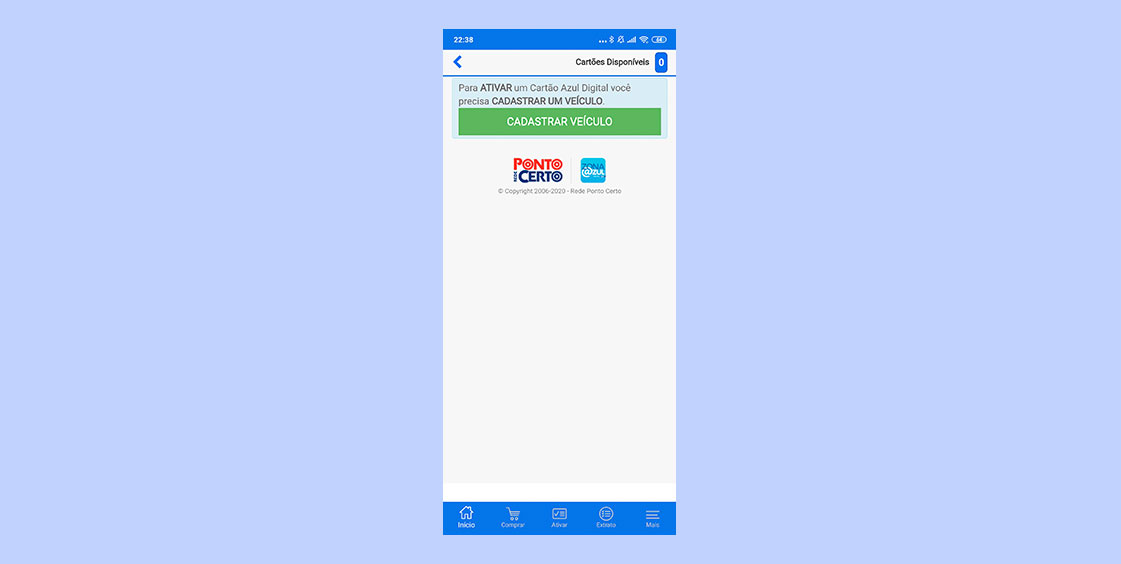 22:38
44
Cartões Disponíveis 0
Para ATIVAR um Cartão Azul Digital você
precisa CADASTRAR UM VEÍCULO.
CADASTRAR VEÍCULO
PONTO
REDE CERTO
ZONA
@ZUL
© Copyright 2006-2020 - Rede Ponto Certo
Início Comprar Ativar Extrato Mais